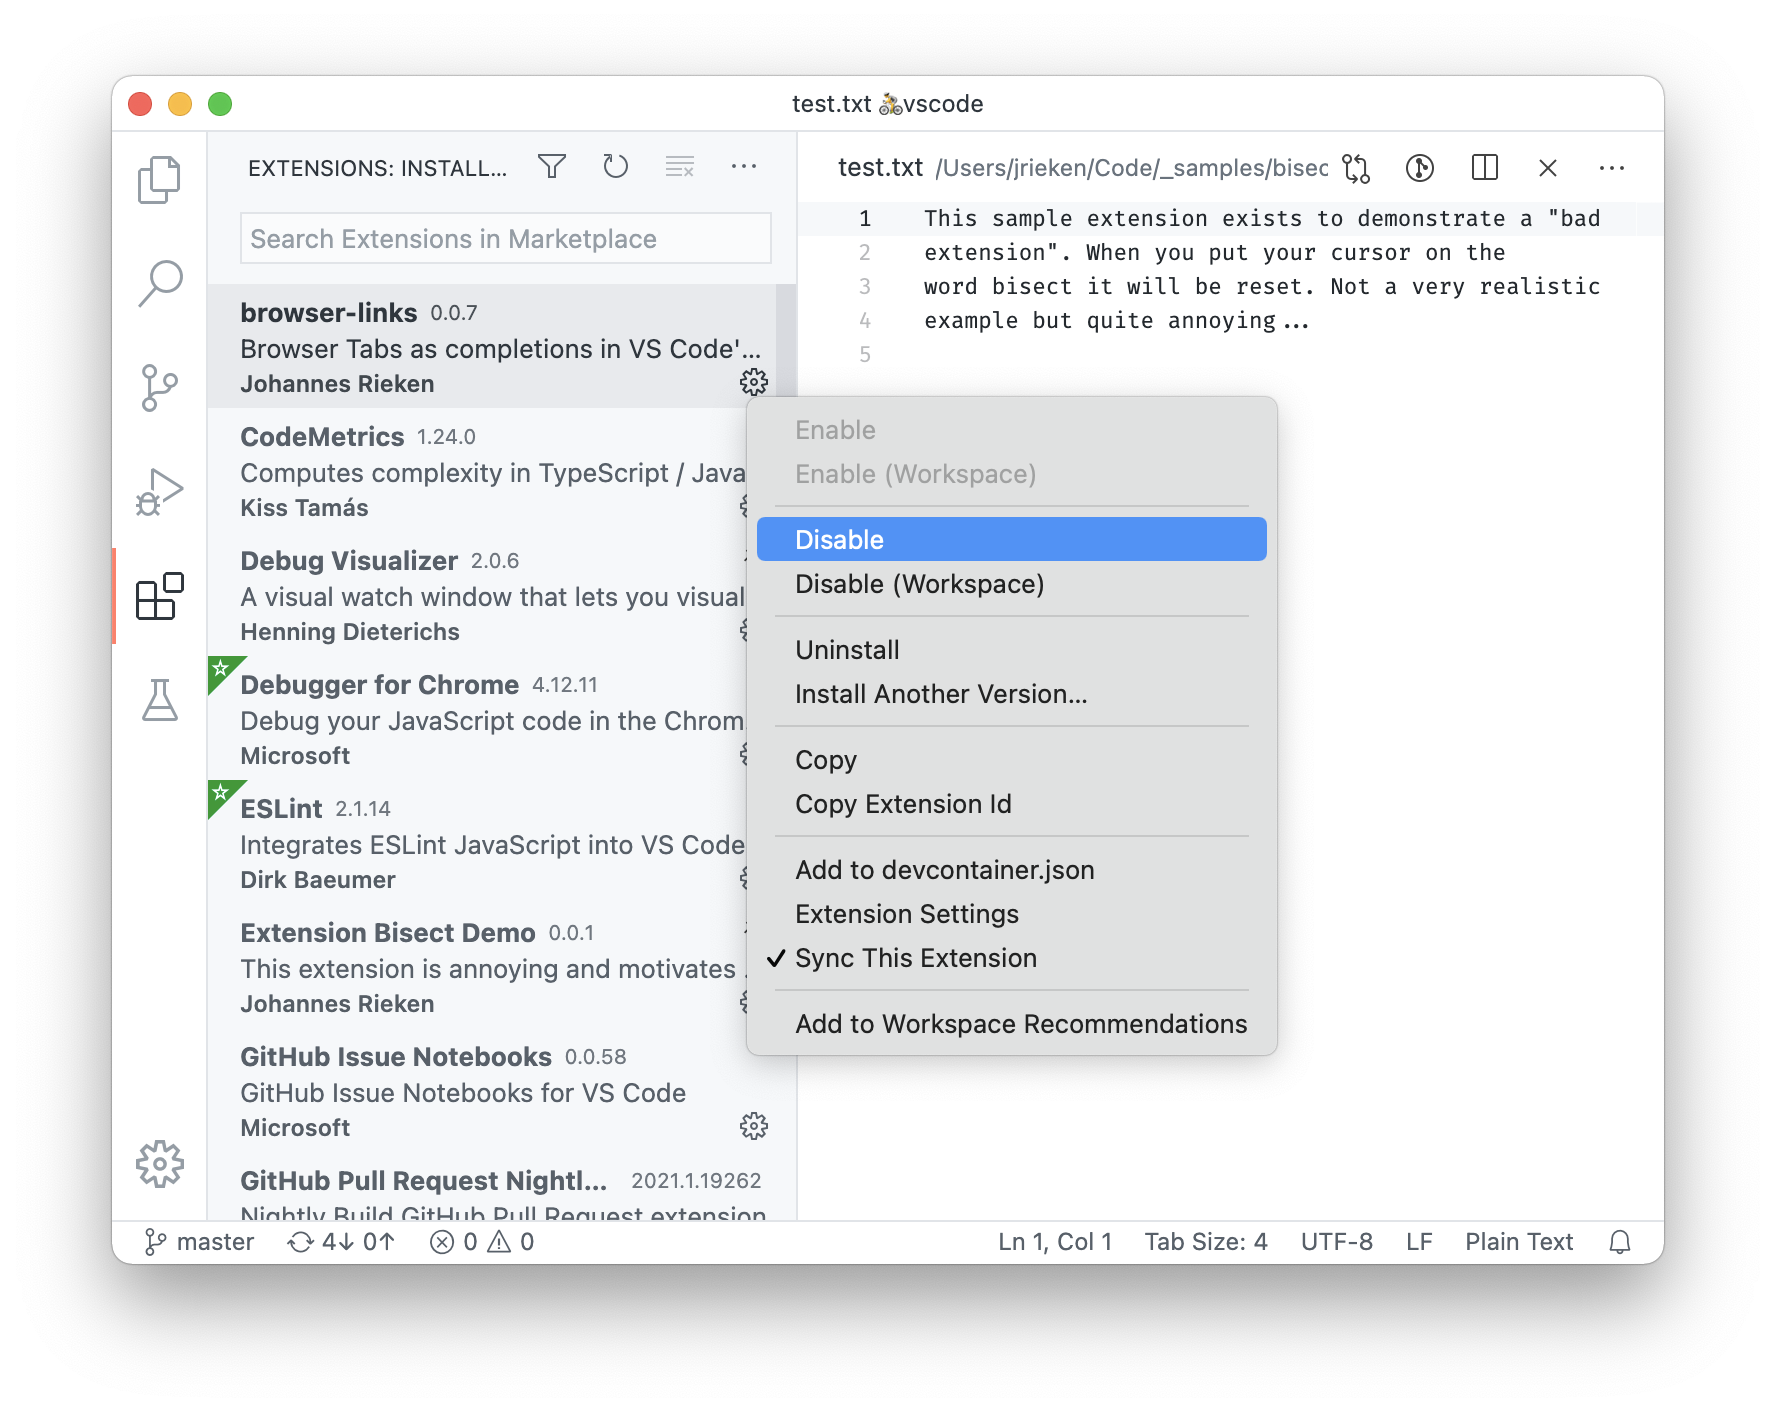 test.txt 🚴vscode
EXTENSIONS: INSTALL...
Search Extensions in Marketplace
browser-links 0.0.7
Browser Tabs as completions in VS Code'...
Johannes Rieken
CodeMetrics 1.24.0
Computes complexity in TypeScript / Java
Kiss Tamás
Debug Visualizer 2.0.6
A visual watch window that lets you visual
Henning Dieterichs
Debugger for Chrome 4.12.11
Debug your JavaScript code in the Chrom
Microsoft
ESLint 2.1.14
Integrates ESLint JavaScript into VS Code
Dirk Baeumer
Extension Bisect Demo 0.0.1
This extension is annoying and motivates
Johannes Rieken
GitHub Issue Notebooks 0.0.58
GitHub Issue Notebooks for VS Code
Microsoft
GitHub Pull Request Nightl... 2021.1.19262
Nightly Build GitHub Pull Request extension
test.txt /Users/jrieken/Code/_samples/bisec
1 This sample extension exists to demonstrate a "bad
2 extension". When you put your cursor on the
3 word bisect it will be reset. Not a very realistic
4 example but quite annoying...
5
Enable
Enable (Workspace)
Disable
Disable (Workspace)
Uninstall
Install Another Version...
Copy
Copy Extension Id
Add to devcontainer.json
Extension Settings
✓ Sync This Extension
Add to Workspace Recommendations
master 4↓ 0↑ 0 0 Ln 1, Col 1 Tab Size: 4 UTF-8 LF Plain Text